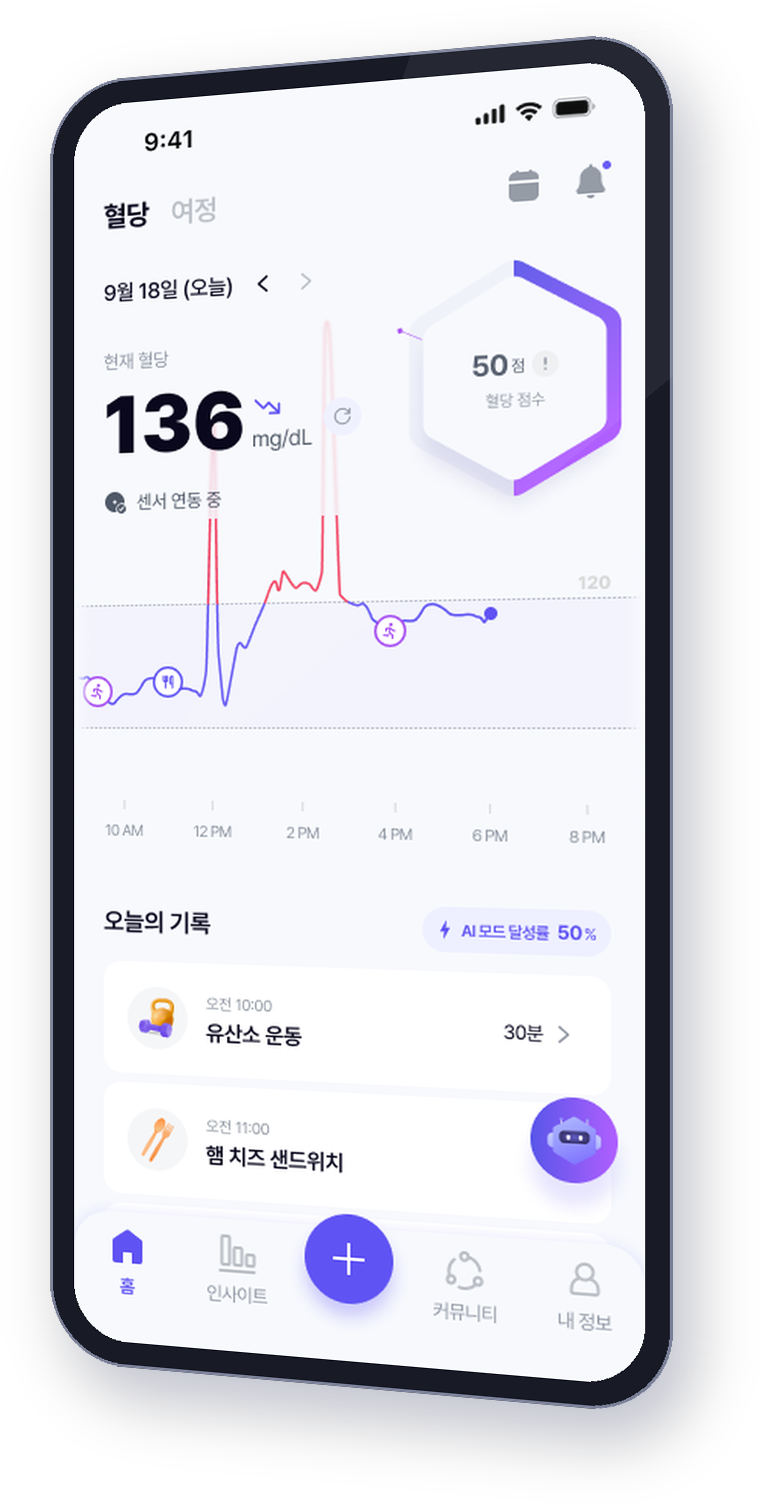 9:41
혈당 여정
9월 18일 (오늘)
현재 혈당
136 mg/dL
센서 연동 중
50점 !
혈당 점수
120
10 AM 12 PM 2 PM 4 PM 6 PM 8 PM
오늘의 기록
AI 모드 달성률 50%
오전 10:00
유산소 운동
30분
오전 11:00
햄 치즈 샌드위치
홈 인사이트 커뮤니티 내 정보